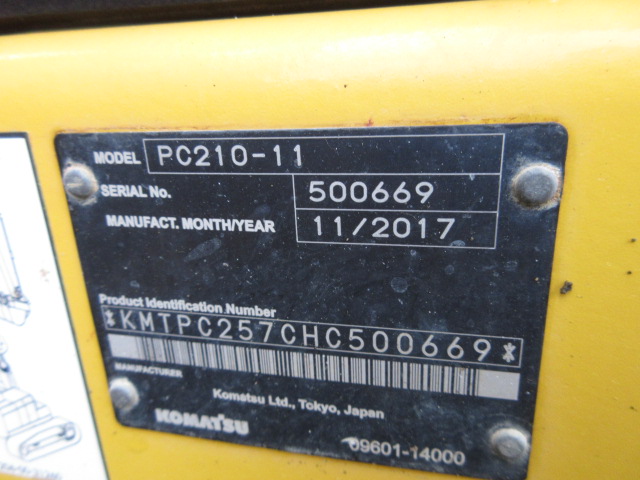 MODEL PC210-11
SERIAL No. 500669
MANUFACT. MONTH/YEAR 11/2017
Product Identification Number
*KMTPC257CHC500669*
MANUFACTURER
Komatsu Ltd., Tokyo, Japan
KOMATSU
09601-14000